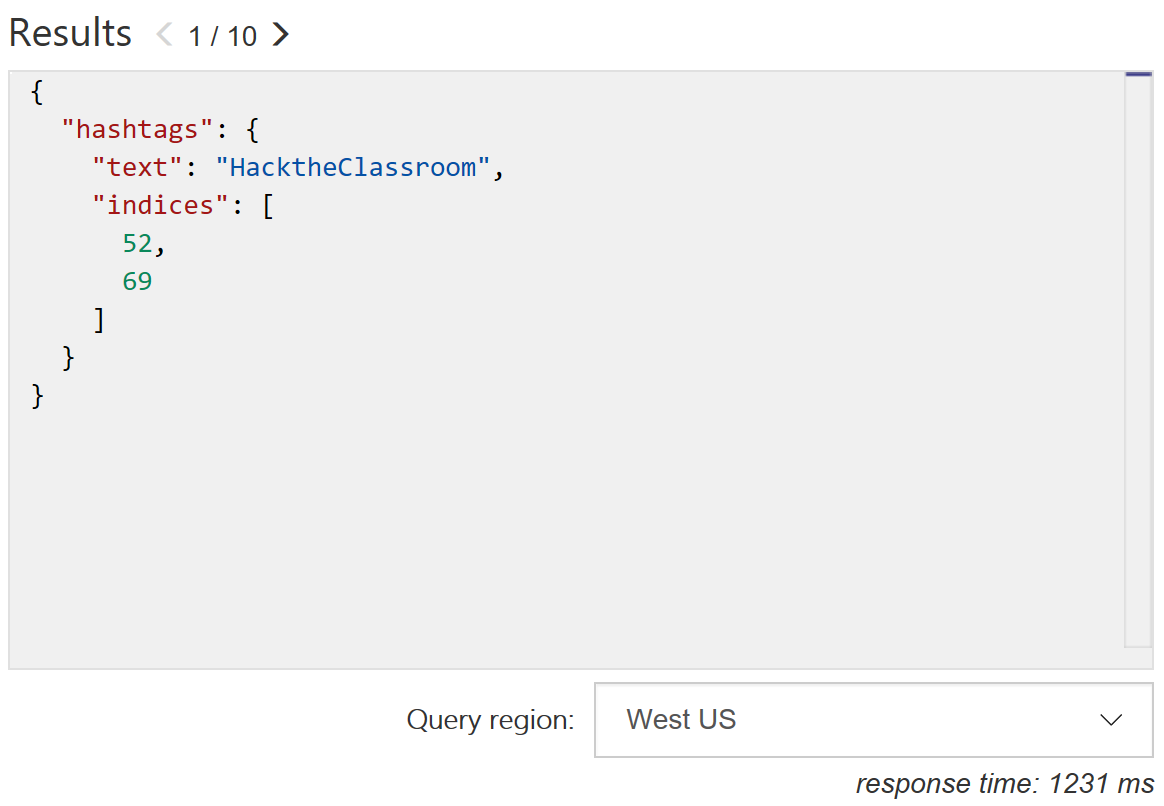 Results < 1 / 10 >
{
"hashtags": {
"text": "HacktheClassroom",
"indices": [
52,
69
]
}
}
Query region: West US
response time: 1231 ms